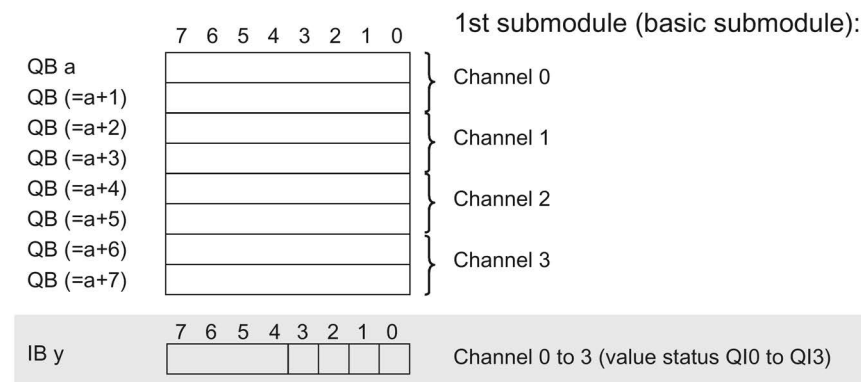 1st submodule (basic submodule):
7 6 5 4 3 2 1 0
QB a
QB (=a+1)
Channel 0
QB (=a+2)
QB (=a+3)
Channel 1
QB (=a+4)
QB (=a+5)
Channel 2
QB (=a+6)
QB (=a+7)
Channel 3
7 6 5 4 3 2 1 0
IB y
Channel 0 to 3 (value status QI0 to QI3)